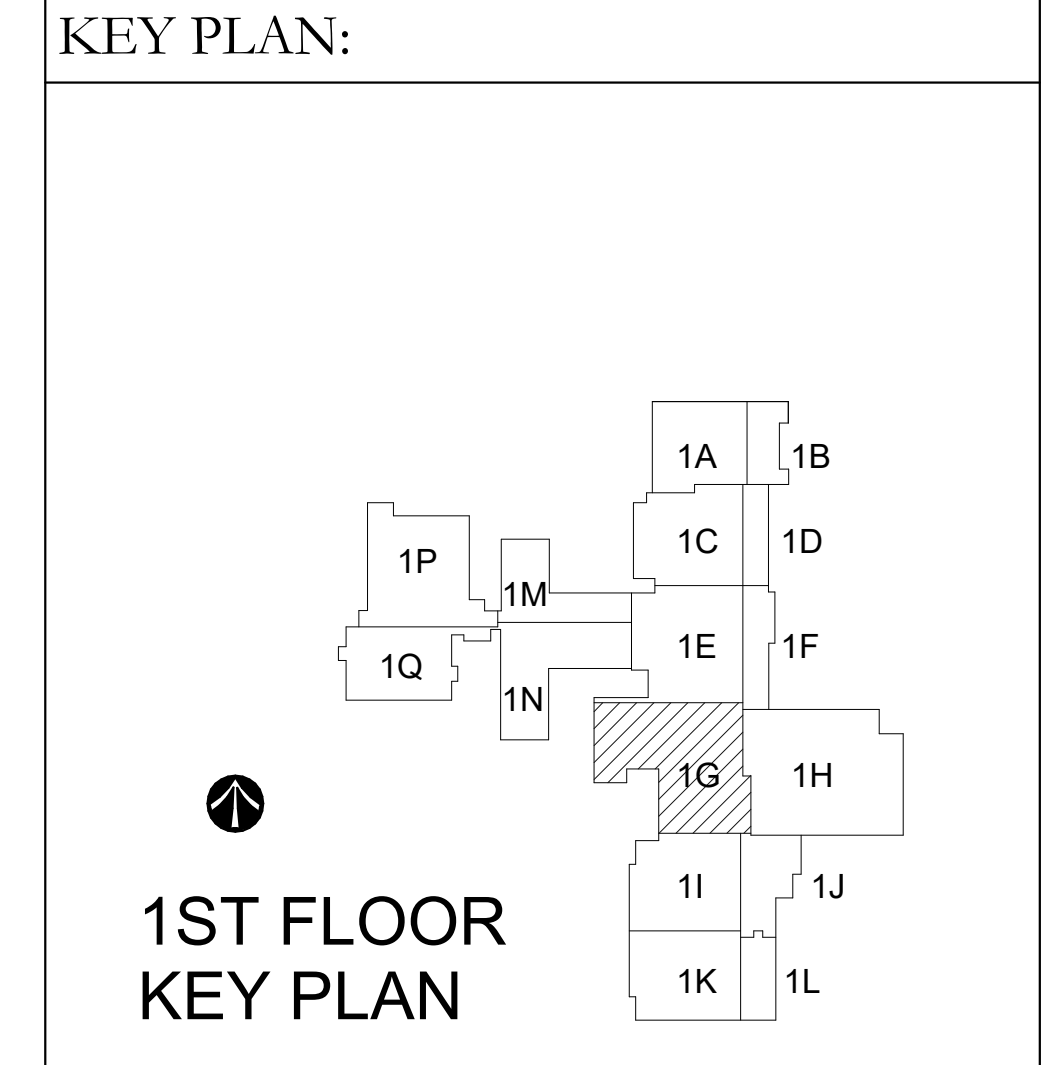 KEY PLAN:
1A
1B
1C
1D
1P
1M
1E
1F
1Q
1N
1G
1H
1I
1J
1K
1L
1ST FLOOR
KEY PLAN